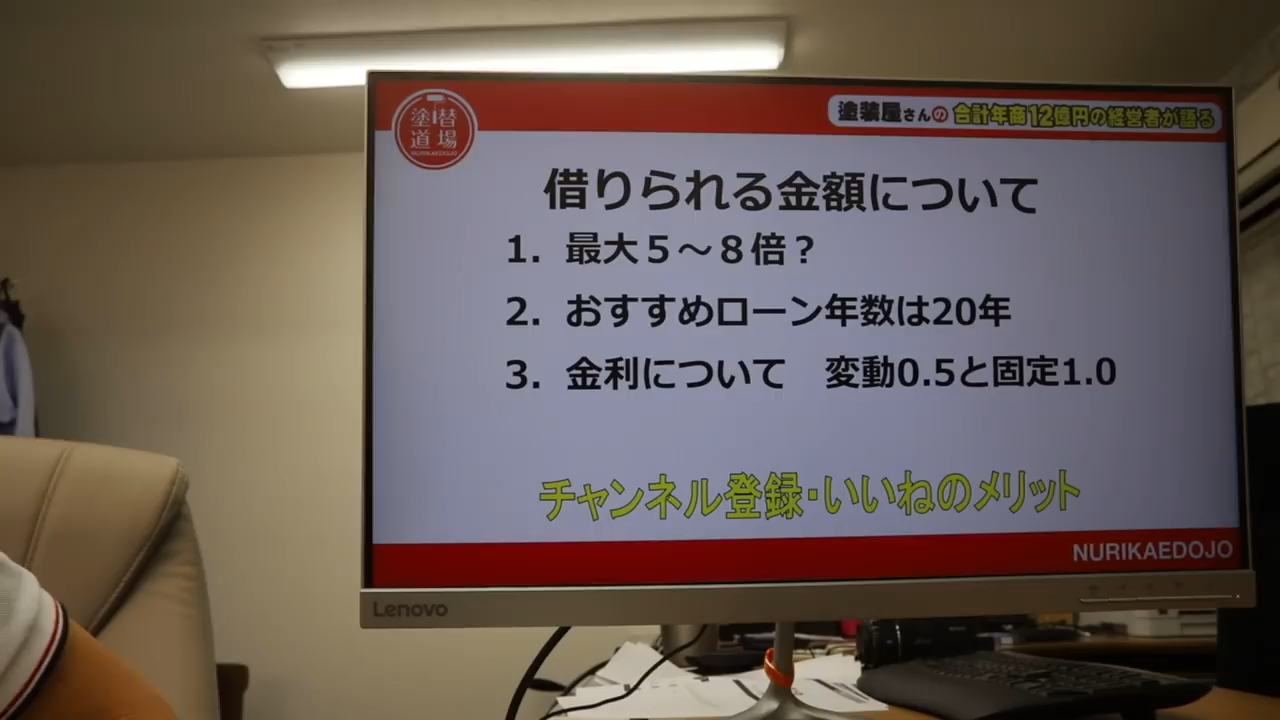 塗替
道場
NURIKAEDOJO
塗装屋さんの 合計年商12億円の経営者が語る
借りられる金額について
1. 最大5～8倍？
2. おすすめローン年数は20年
3. 金利について 変動0.5と固定1.0
チャンネル登録・いいねのメリット
NURIKAEDOJO
Lenovo